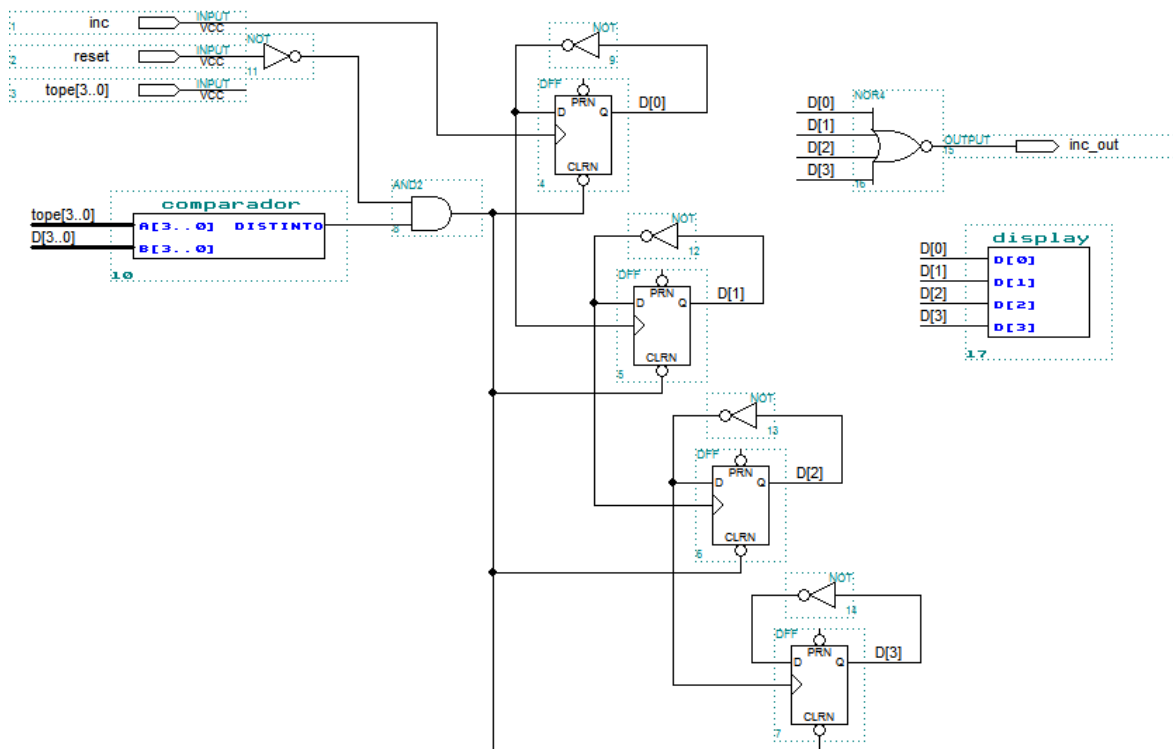 1 inc INPUT VCC
2 reset INPUT VCC
NOT 11
3 tope[3..0] INPUT VCC
NOT 9
DFF
PRN
D Q
CLRN
4
D[0]
D[0]
D[1]
D[2]
D[3]
NOR4
16
OUTPUT
15
inc_out
AND2
8
comparador
tope[3..0] A[3..0] DISTINTO
D[3..0] B[3..0]
10
NOT
12
DFF
PRN
D Q
CLRN
5
D[1]
display
D[0] D[0]
D[1] D[1]
D[2] D[2]
D[3] D[3]
17
NOT
13
DFF
PRN
D Q
CLRN
6
D[2]
NOT
14
DFF
PRN
D Q
CLRN
7
D[3]